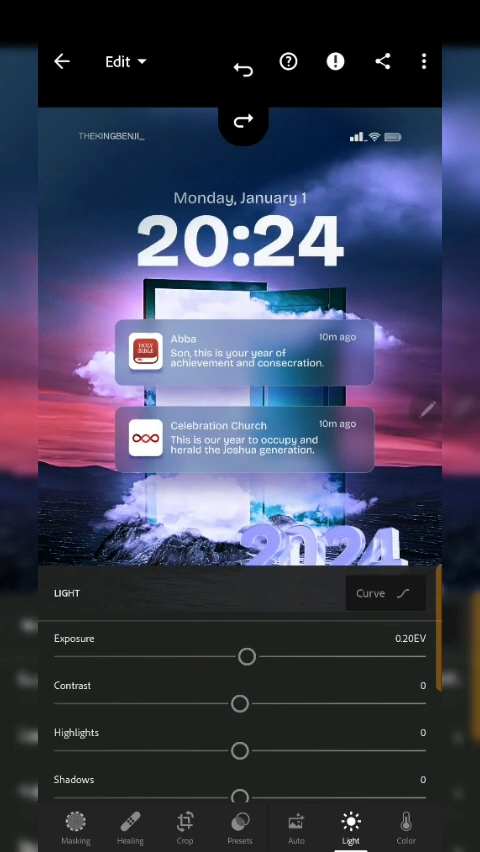 Edit
THEKINGBENJI_
Monday, January 1
20:24
HOLY
BIBLE
Abba
10m ago
Son, this is your year of
achievement and consecration.
Celebration Church
10m ago
This is our year to occupy and
herald the Joshua generation.
2024
LIGHT
Curve
Exposure
0.20EV
Contrast
0
Highlights
0
Shadows
0
Masking
Healing
Crop
Presets
Auto
Light
Color